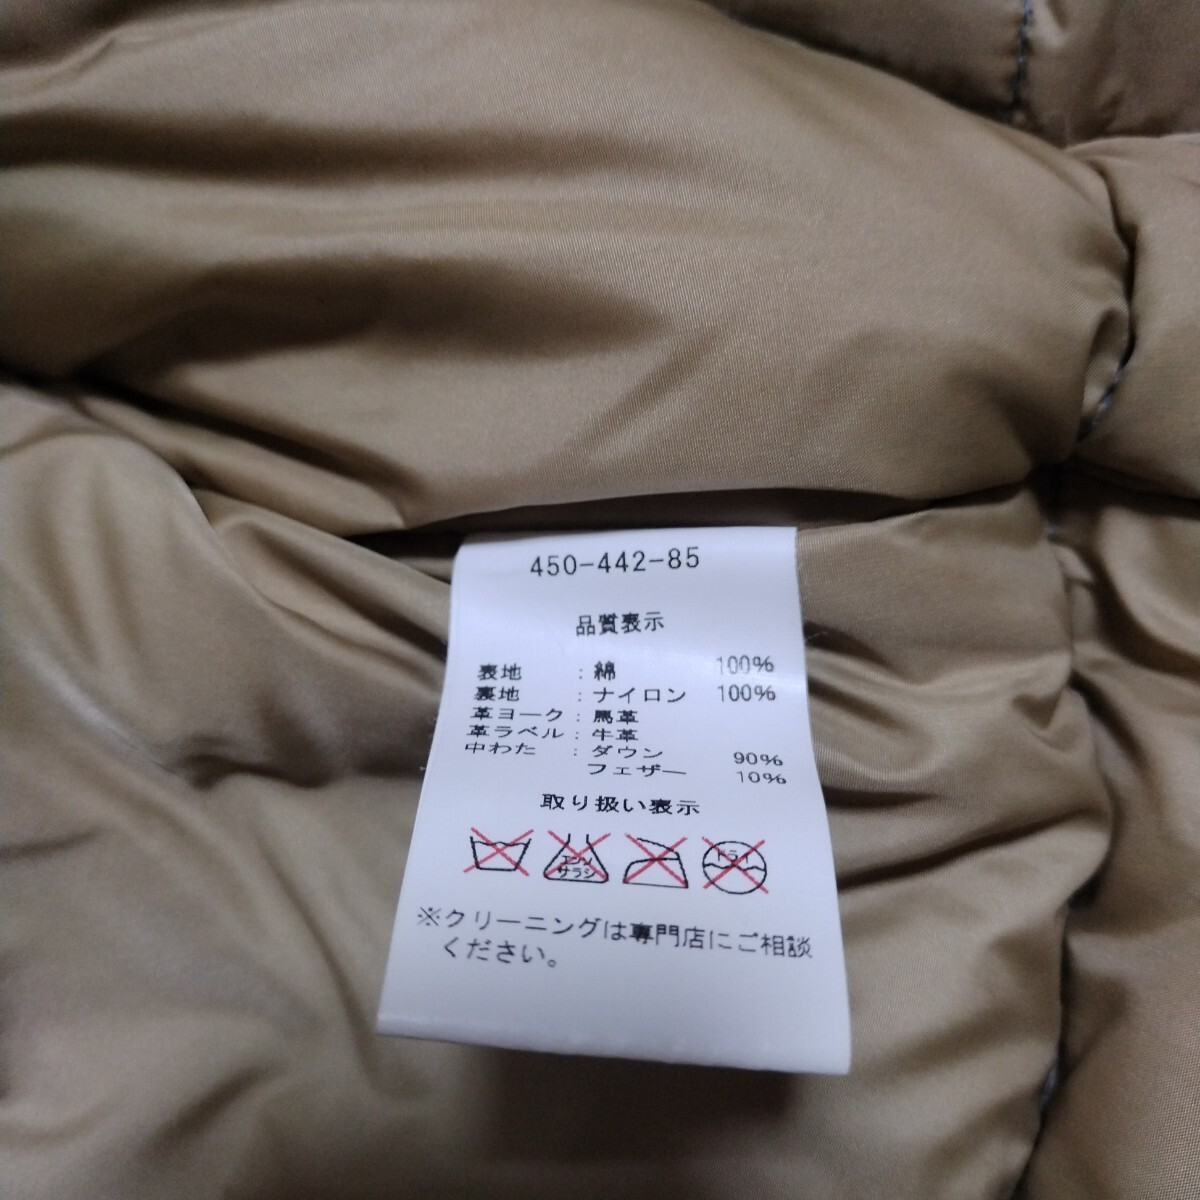 450-442-85
品質表示
表地 : 綿 100%
裏地 : ナイロン 100%
革ヨーク : 馬革
革ラベル : 牛革
中わた : ダウン 90%
フェザー 10%
取り扱い表示
エンソ
サラシ
ドライ
※クリーニングは専門店にご相談
ください。